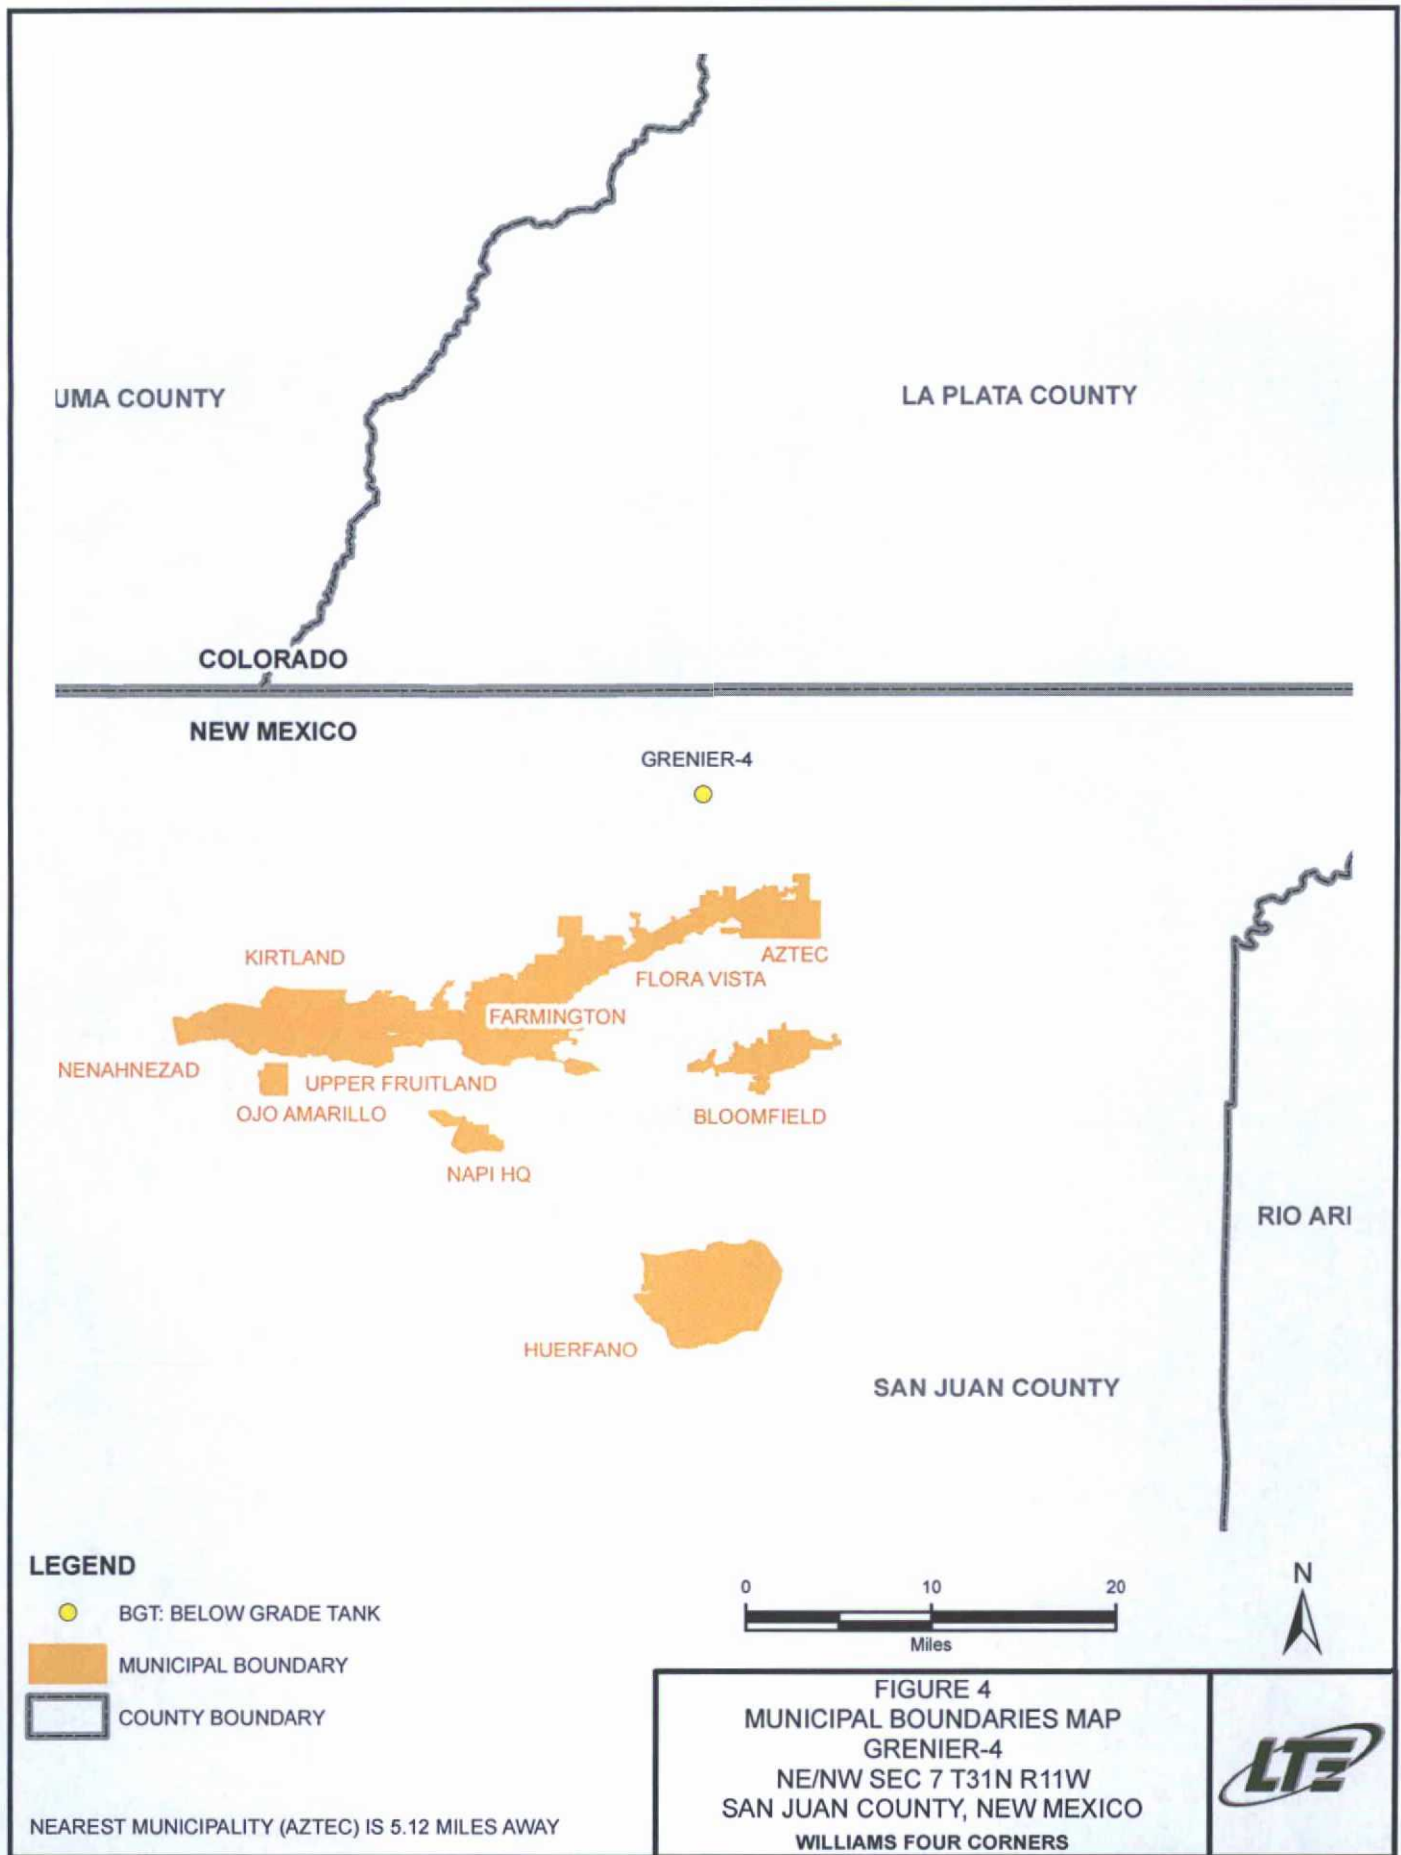 UMA COUNTY
LA PLATA COUNTY
COLORADO
NEW MEXICO
GRENIER-4
KIRTLAND
AZTEC
FLORA VISTA
FARMINGTON
NENAHNEZAD
UPPER FRUITLAND
OJO AMARILLO
BLOOMFIELD
NAPI HQ
RIO ARI
HUERFANO
SAN JUAN COUNTY
LEGEND
BGT: BELOW GRADE TANK
MUNICIPAL BOUNDARY
COUNTY BOUNDARY
0 10 20
Miles
N
NEAREST MUNICIPALITY (AZTEC) IS 5.12 MILES AWAY
FIGURE 4
MUNICIPAL BOUNDARIES MAP
GRENIER-4
NE/NW SEC 7 T31N R11W
SAN JUAN COUNTY, NEW MEXICO
WILLIAMS FOUR CORNERS
LTE